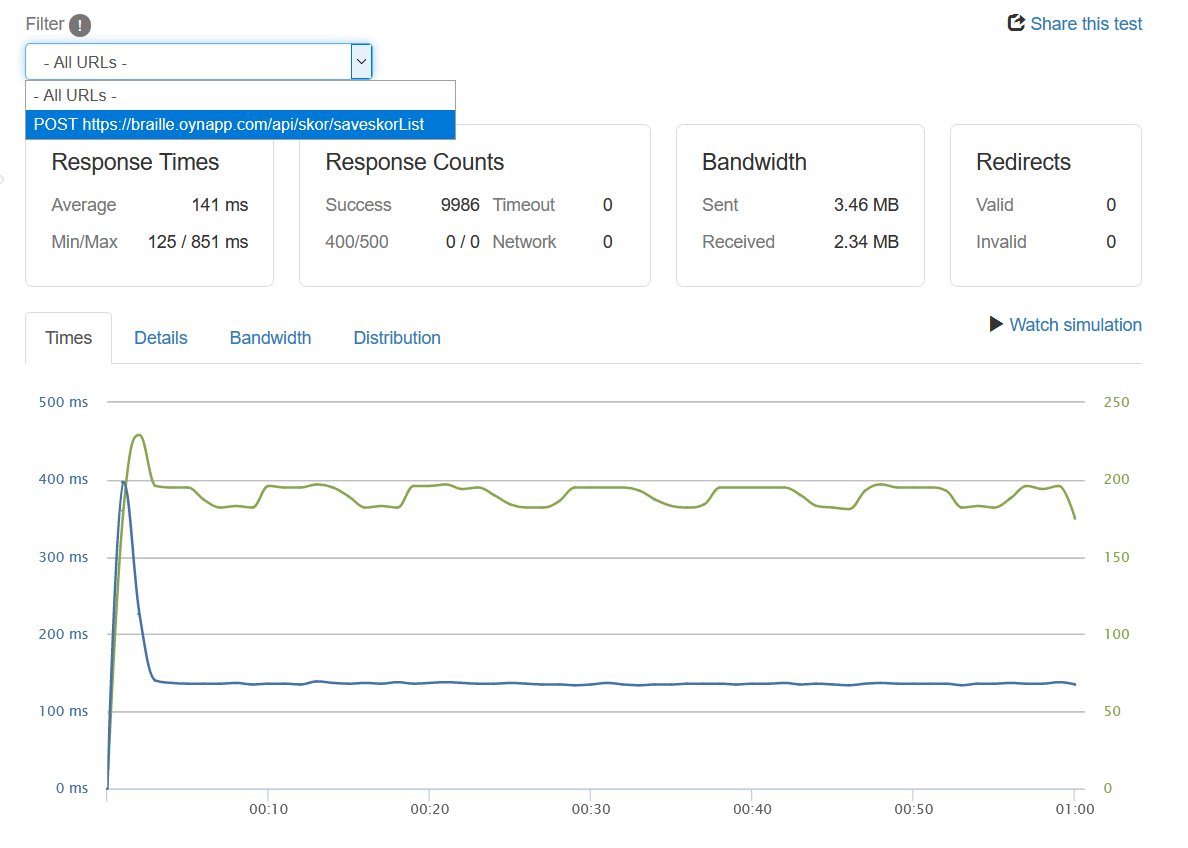 Filter !
Share this test
- All URLs -
- All URLs -
POST https://braille.oynapp.com/api/skor/saveskorList
Response Times
Average 141 ms
Min/Max 125 / 851 ms
Response Counts
Success 9986 Timeout 0
400/500 0 / 0 Network 0
Bandwidth
Sent 3.46 MB
Received 2.34 MB
Redirects
Valid 0
Invalid 0
Times Details Bandwidth Distribution
Watch simulation
500 ms 250
400 ms 200
300 ms 150
200 ms 100
100 ms 50
0 ms 0
00:10 00:20 00:30 00:40 00:50 01:00